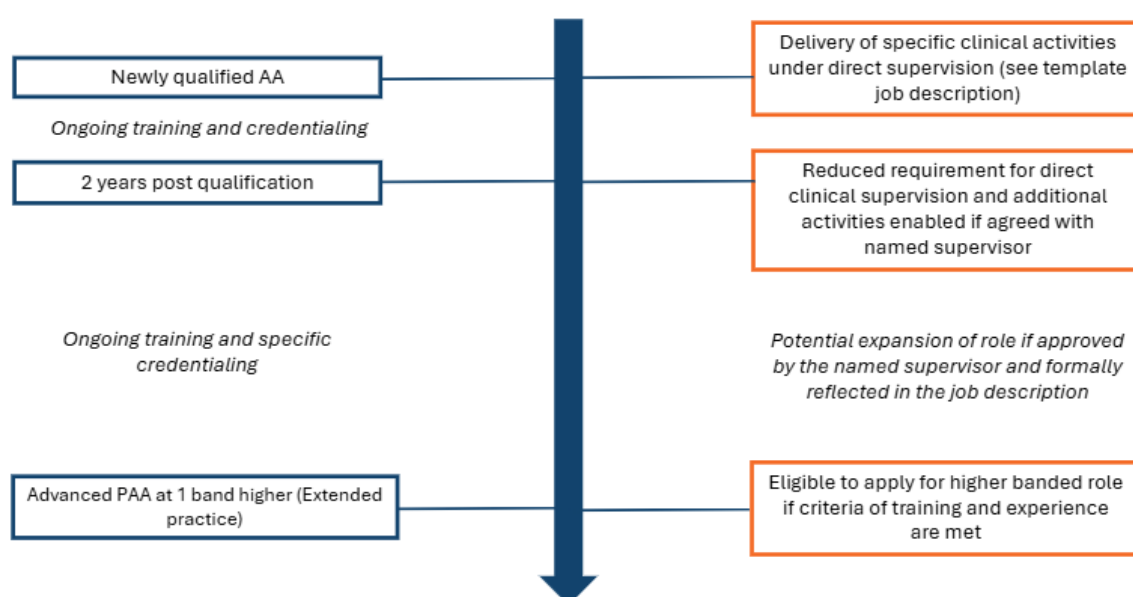 Newly qualified AA
Delivery of specific clinical activities
under direct supervision (see template
job description)
Ongoing training and credentialing
2 years post qualification
Reduced requirement for direct
clinical supervision and additional
activities enabled if agreed with
named supervisor
Ongoing training and specific
credentialing
Potential expansion of role if approved
by the named supervisor and formally
reflected in the job description
Advanced PAA at 1 band higher (Extended
practice)
Eligible to apply for higher banded role
if criteria of training and experience
are met